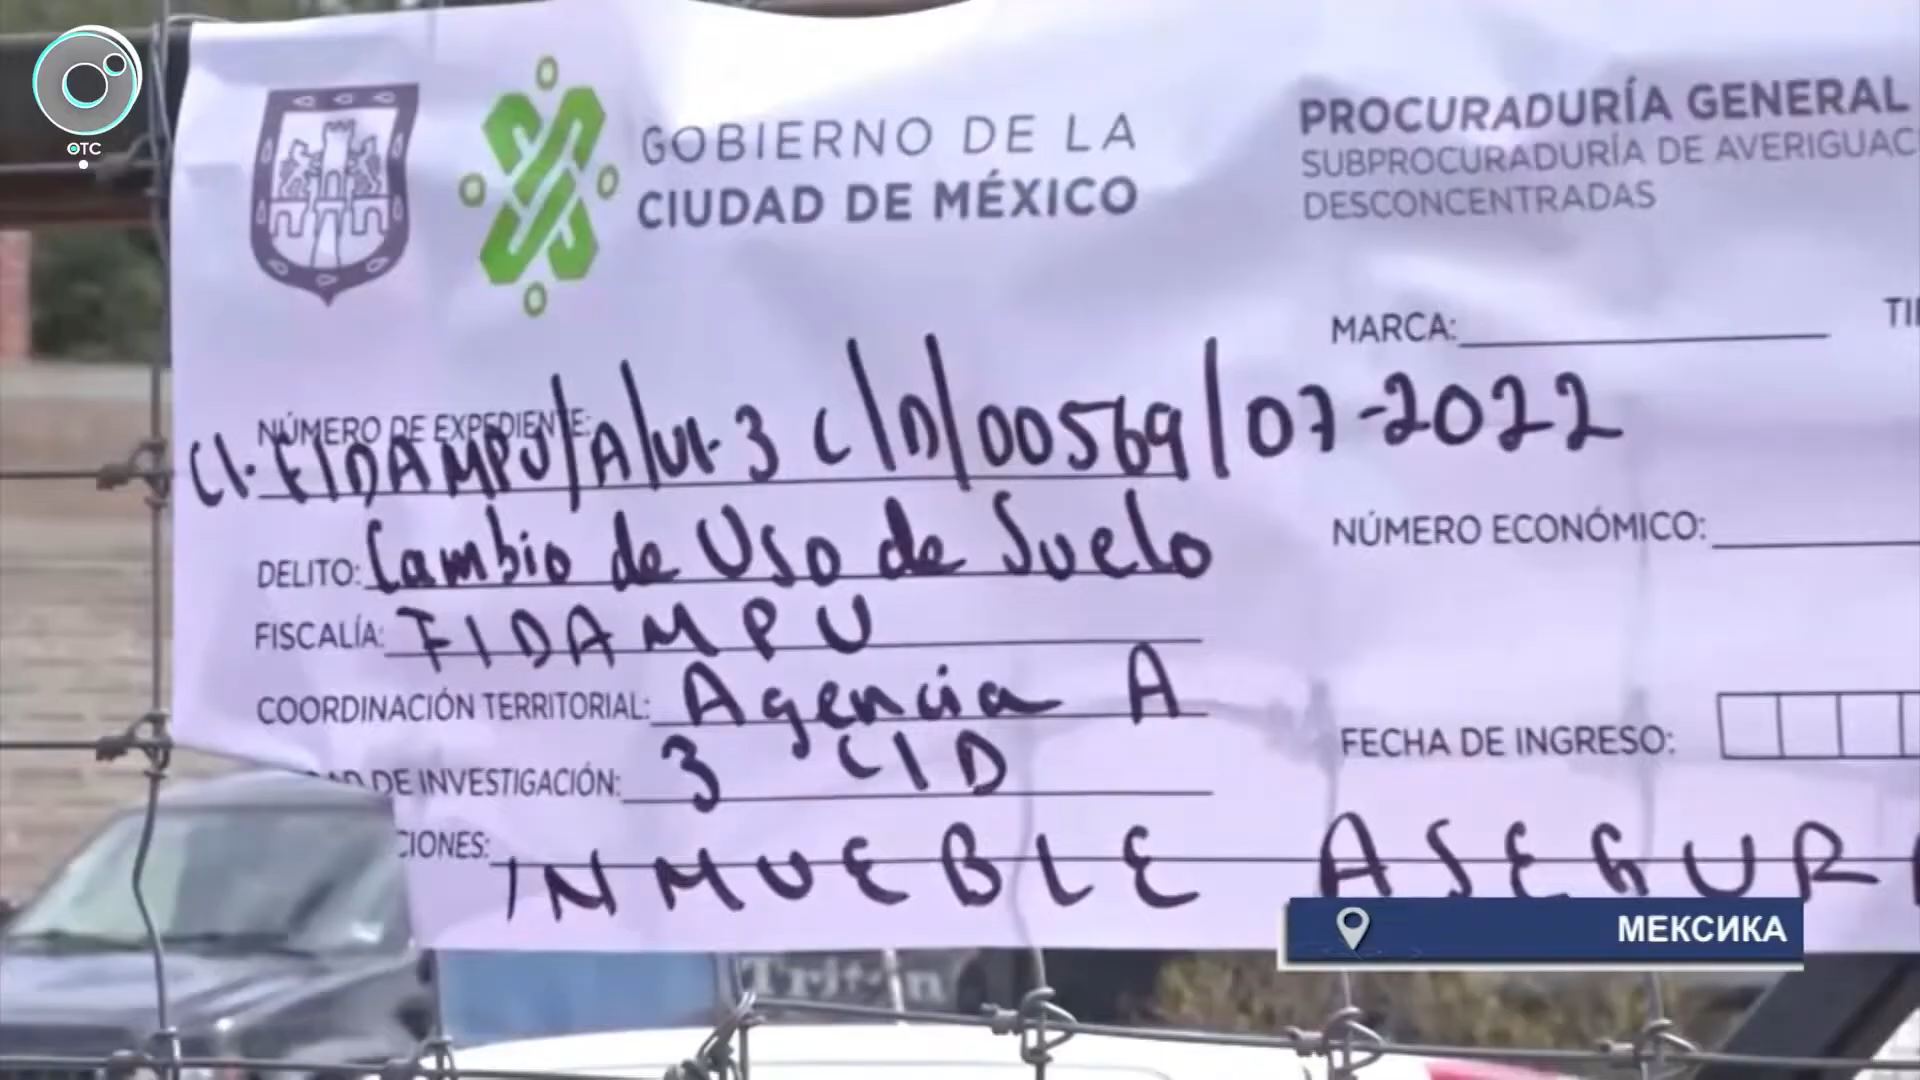 ОТС
GOBIERNO DE LA
CIUDAD DE MÉXICO
PROCURADURÍA GENERAL
SUBPROCURADURÍA DE AVERIGUAC
DESCONCENTRADAS
MARCA:
NÚMERO DE EXPEDIENTE:
CI-FIDAMPU/A/UI-3 C/D/00569/07-2022
NÚMERO ECONÓMICO:
DELITO: Cambio de Uso de Suelo
FISCALÍA: FIDAMPU
COORDINACIÓN TERRITORIAL: Agencia A
FECHA DE INGRESO:
DE INVESTIGACIÓN: 3 C/D
CIONES: INMUEBLE ASEGUR
МЕКСИКА
Triton